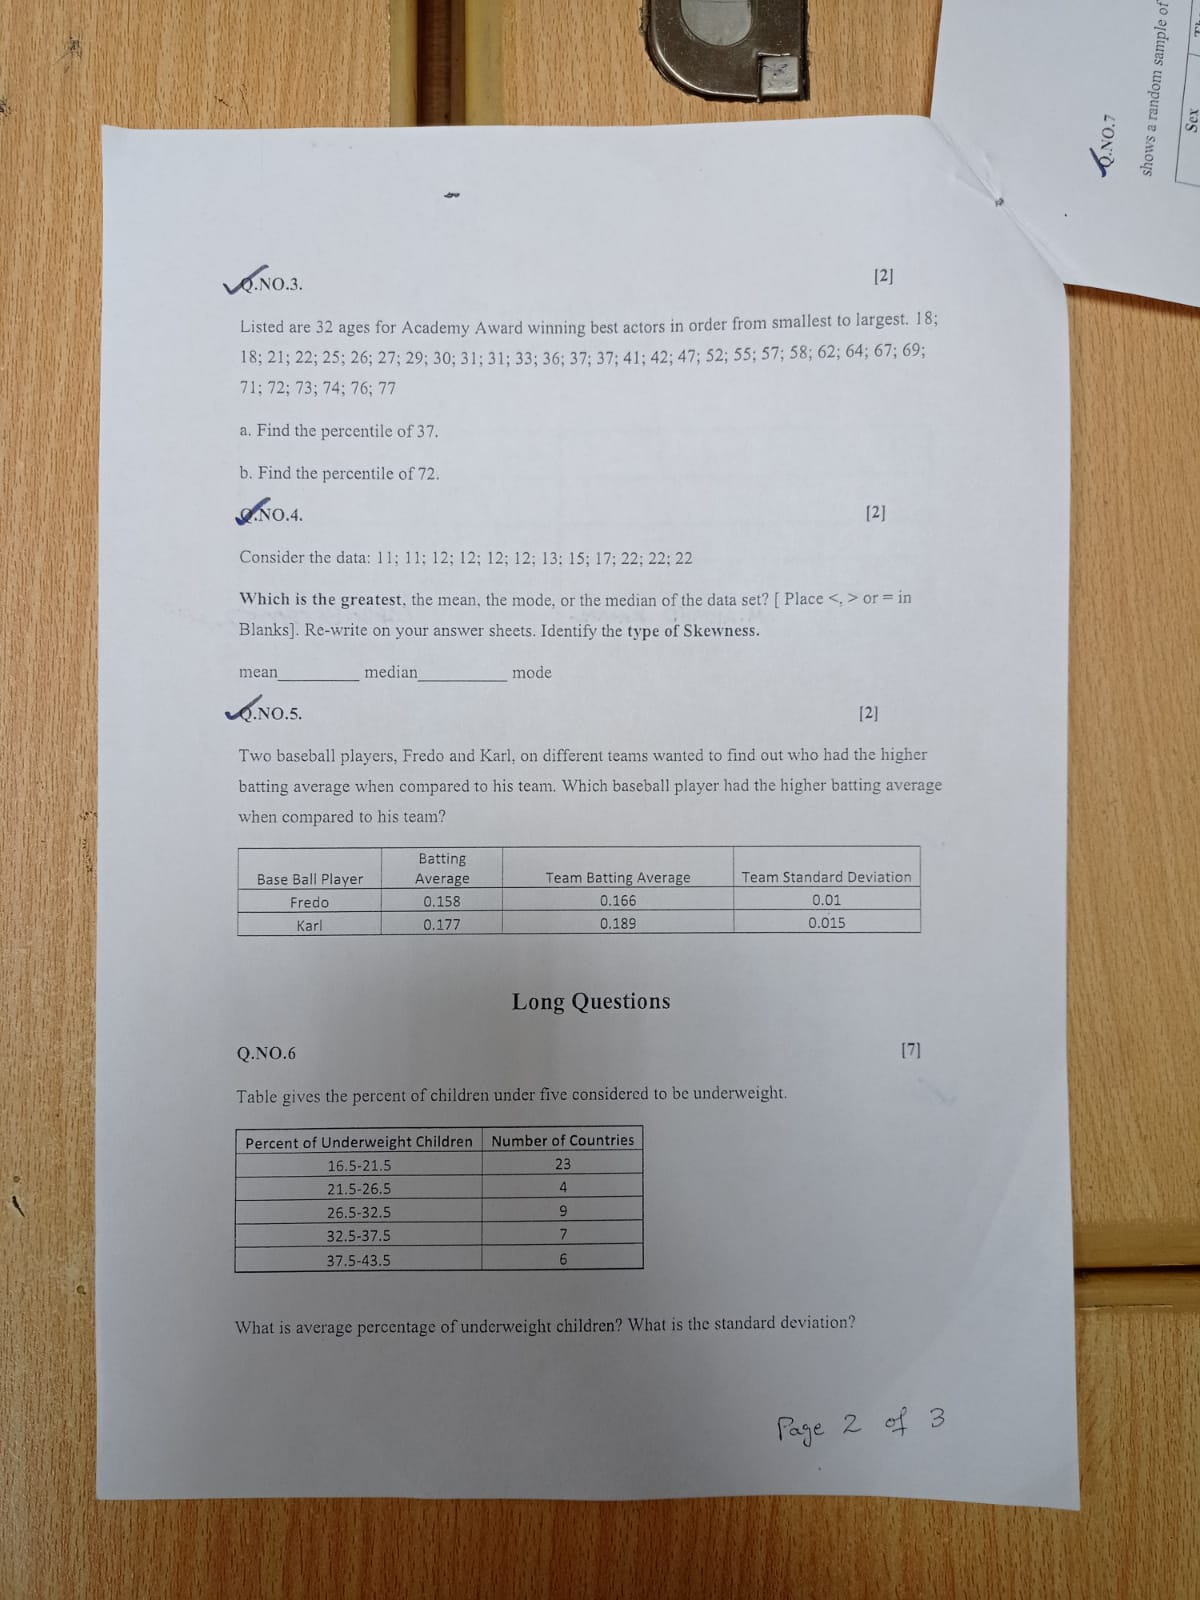 Q.NO.7
shows a random sample of
Sex
Q.NO.3. [2]
Listed are 32 ages for Academy Award winning best actors in order from smallest to largest. 18;
18; 21; 22; 25; 26; 27; 29; 30; 31; 31; 33; 36; 37; 37; 41; 42; 47; 52; 55; 57; 58; 62; 64; 67; 69;
71; 72; 73; 74; 76; 77
a. Find the percentile of 37.
b. Find the percentile of 72.
Q.NO.4. [2]
Consider the data: 11; 11; 12; 12; 12; 12; 13; 15; 17; 22; 22; 22
Which is the greatest, the mean, the mode, or the median of the data set? [ Place <, > or = in
Blanks]. Re-write on your answer sheets. Identify the type of Skewness.
mean__________ median__________ mode
Q.NO.5. [2]
Two baseball players, Fredo and Karl, on different teams wanted to find out who had the higher
batting average when compared to his team. Which baseball player had the higher batting average
when compared to his team?
Base Ball Player Batting Average Team Batting Average Team Standard Deviation
Fredo 0.158 0.166 0.01
Karl 0.177 0.189 0.015
Long Questions
Q.NO.6 [7]
Table gives the percent of children under five considered to be underweight.
Percent of Underweight Children Number of Countries
16.5-21.5 23
21.5-26.5 4
26.5-32.5 9
32.5-37.5 7
37.5-43.5 6
What is average percentage of underweight children? What is the standard deviation?
Page 2 of 3